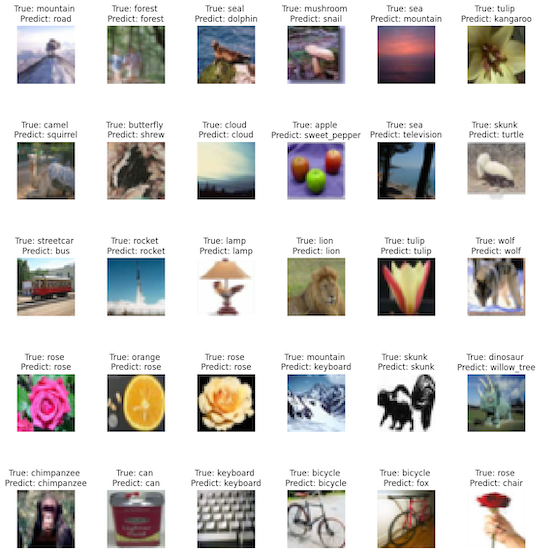 True: mountain
Predict: road
True: forest
Predict: forest
True: seal
Predict: dolphin
True: mushroom
Predict: snail
True: sea
Predict: mountain
True: tulip
Predict: kangaroo
True: camel
Predict: squirrel
True: butterfly
Predict: shrew
True: cloud
Predict: cloud
True: apple
Predict: sweet_pepper
True: sea
Predict: television
True: skunk
Predict: turtle
True: streetcar
Predict: bus
True: rocket
Predict: rocket
True: lamp
Predict: lamp
True: lion
Predict: lion
True: tulip
Predict: tulip
True: wolf
Predict: wolf
True: rose
Predict: rose
True: orange
Predict: rose
True: rose
Predict: rose
True: mountain
Predict: keyboard
True: skunk
Predict: skunk
True: dinosaur
Predict: willow_tree
True: chimpanzee
Predict: chimpanzee
True: can
Predict: can
True: keyboard
Predict: keyboard
True: bicycle
Predict: bicycle
True: bicycle
Predict: fox
True: rose
Predict: chair